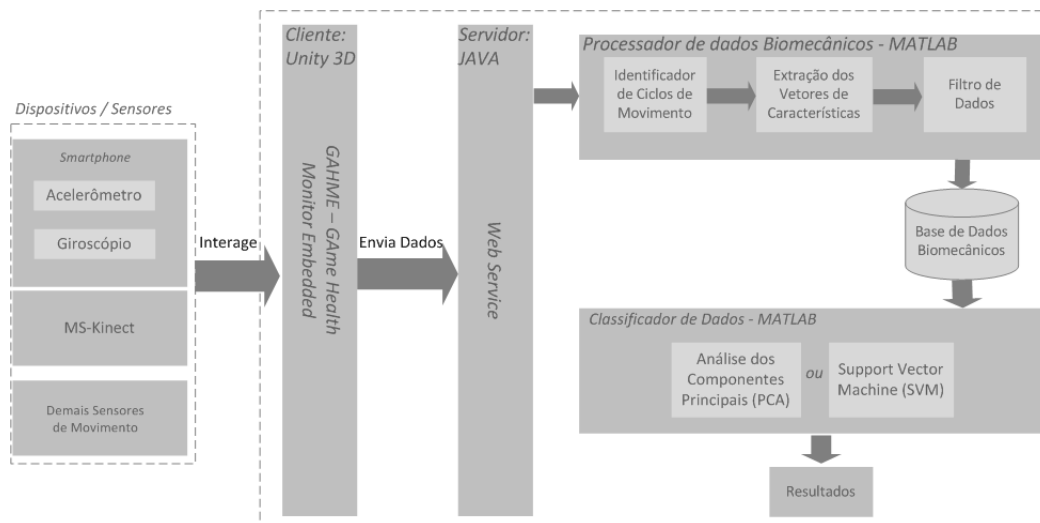 Dispositivos / Sensores
Smartphone
Acelerômetro
Giroscópio
MS-Kinect
Demais Sensores
de Movimento
Interage
Cliente:
Unity 3D
GAHME – GAme Health
Monitor Embedded
Envia Dados
Servidor:
JAVA
Web Service
Processador de dados Biomecânicos - MATLAB
Identificador
de Ciclos de
Movimento
Extração dos
Vetores de
Características
Filtro de
Dados
Base de Dados
Biomecânicos
Classificador de Dados - MATLAB
Análise dos
Componentes
Principais (PCA)
ou
Support Vector
Machine (SVM)
Resultados